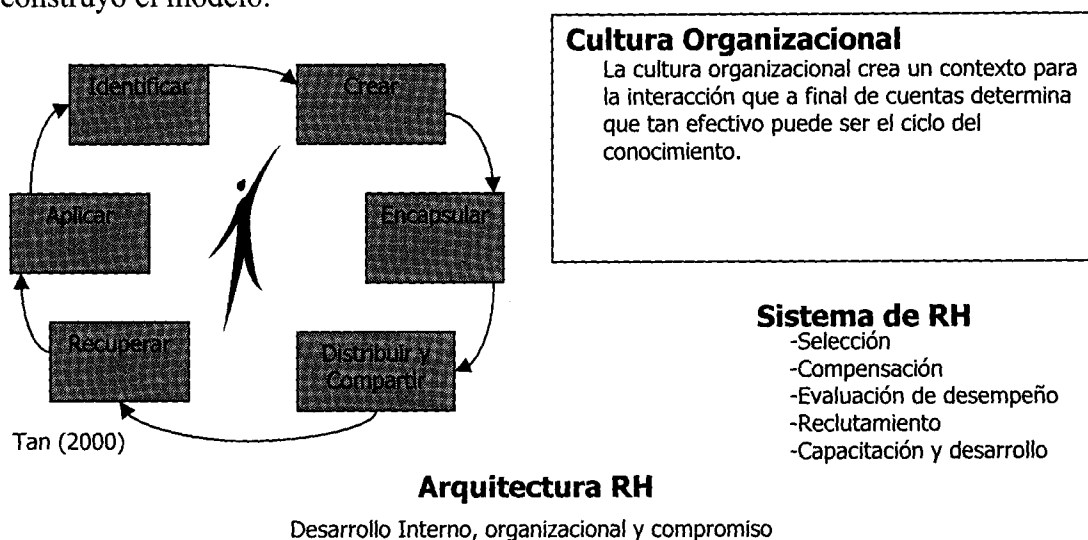 construyó el modelo.
Identificar
Crear
Aplicar
Encapsular
Recuperar
Distribuir y
Compartir
Tan (2000)
Cultura Organizacional
La cultura organizacional crea un contexto para
la interacción que a final de cuentas determina
que tan efectivo puede ser el ciclo del
conocimiento.
Sistema de RH
-Selección
-Compensación
-Evaluación de desempeño
-Reclutamiento
-Capacitación y desarrollo
Arquitectura RH
Desarrollo Interno, organizacional y compromiso